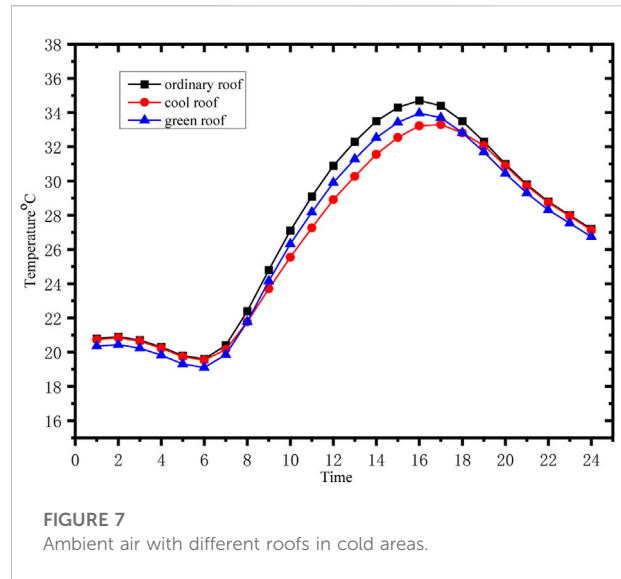 38
36
34
32
30
28
26
24
22
20
18
16
Temperature°C
ordinary roof
cool roof
green roof
0 2 4 6 8 10 12 14 16 18 20 22 24
Time
FIGURE 7
Ambient air with different roofs in cold areas.